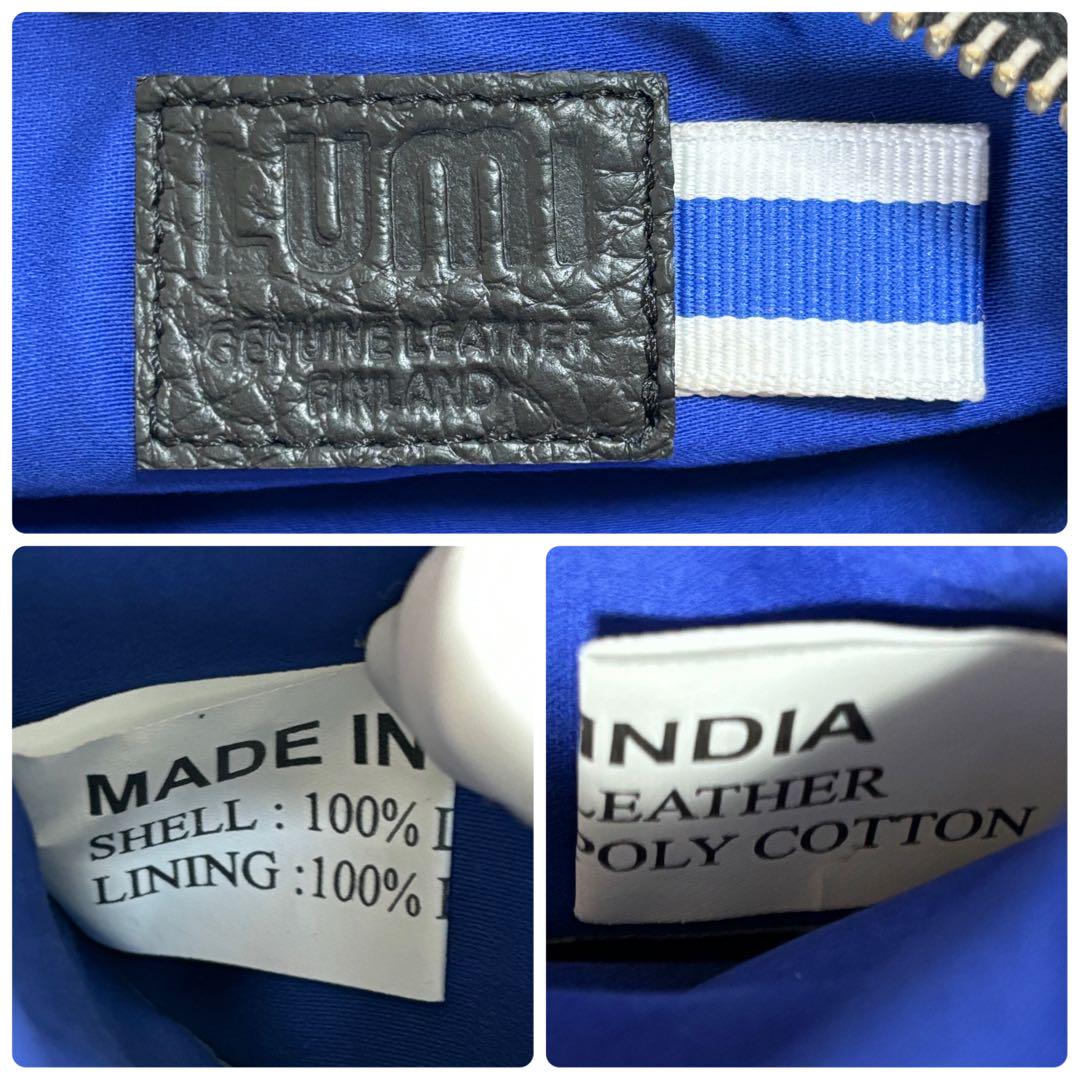 LUMI
GENUINE LEATHER
FINLAND
MADE IN
SHELL : 100% L
LINING :100%
INDIA
LEATHER
POLY COTTON